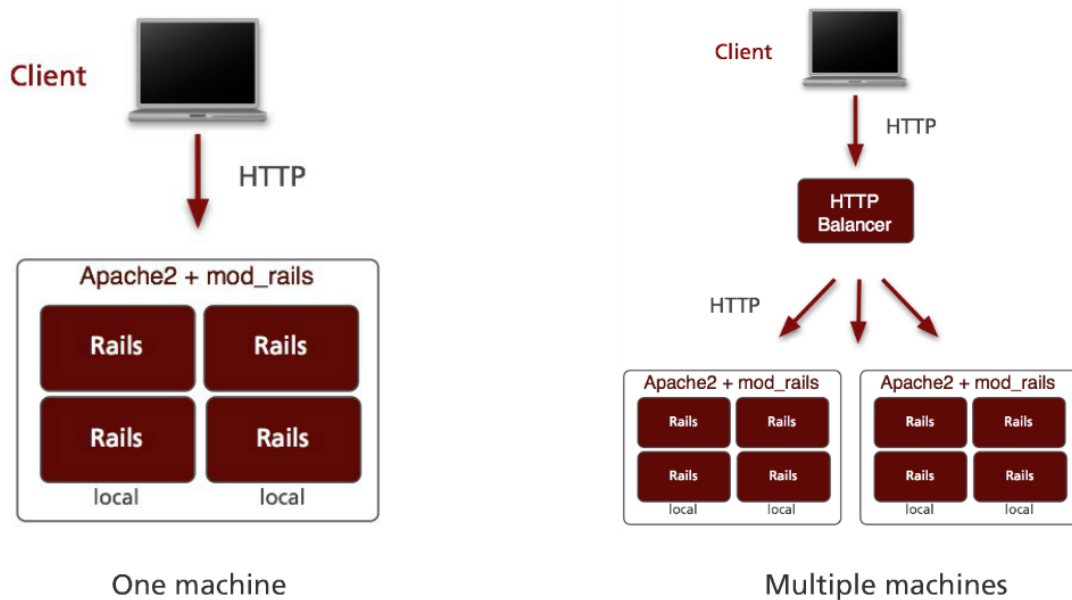 Client
HTTP
Apache2 + mod_rails
Rails
Rails
Rails
Rails
local
local
One machine
Client
HTTP
HTTP
Balancer
HTTP
Apache2 + mod_rails
Rails
Rails
Rails
Rails
local
local
Apache2 + mod_rails
Rails
Rails
Rails
Rails
local
local
Multiple machines